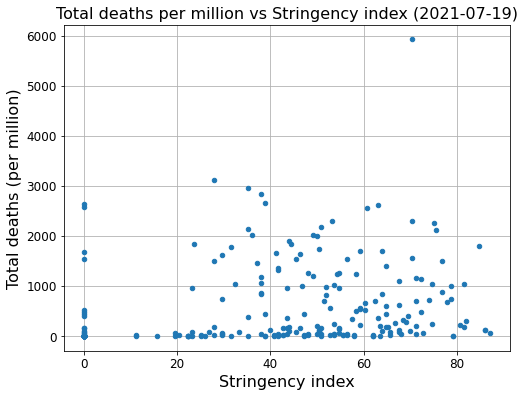 Total deaths per million vs Stringency index (2021-07-19)
Total deaths (per million)
6000
5000
4000
3000
2000
1000
0
0 20 40 60 80
Stringency index